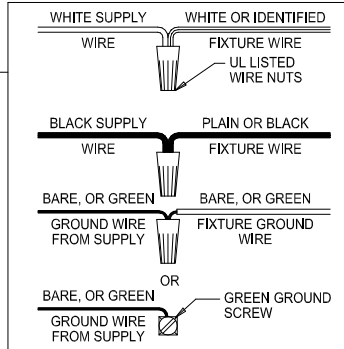 WHITE SUPPLY WHITE OR IDENTIFIED
WIRE FIXTURE WIRE
UL LISTED
WIRE NUTS
BLACK SUPPLY PLAIN OR BLACK
WIRE FIXTURE WIRE
BARE, OR GREEN BARE, OR GREEN
GROUND WIRE FIXTURE GROUND
FROM SUPPLY WIRE
OR
BARE, OR GREEN GREEN GROUND
SCREW
GROUND WIRE
FROM SUPPLY